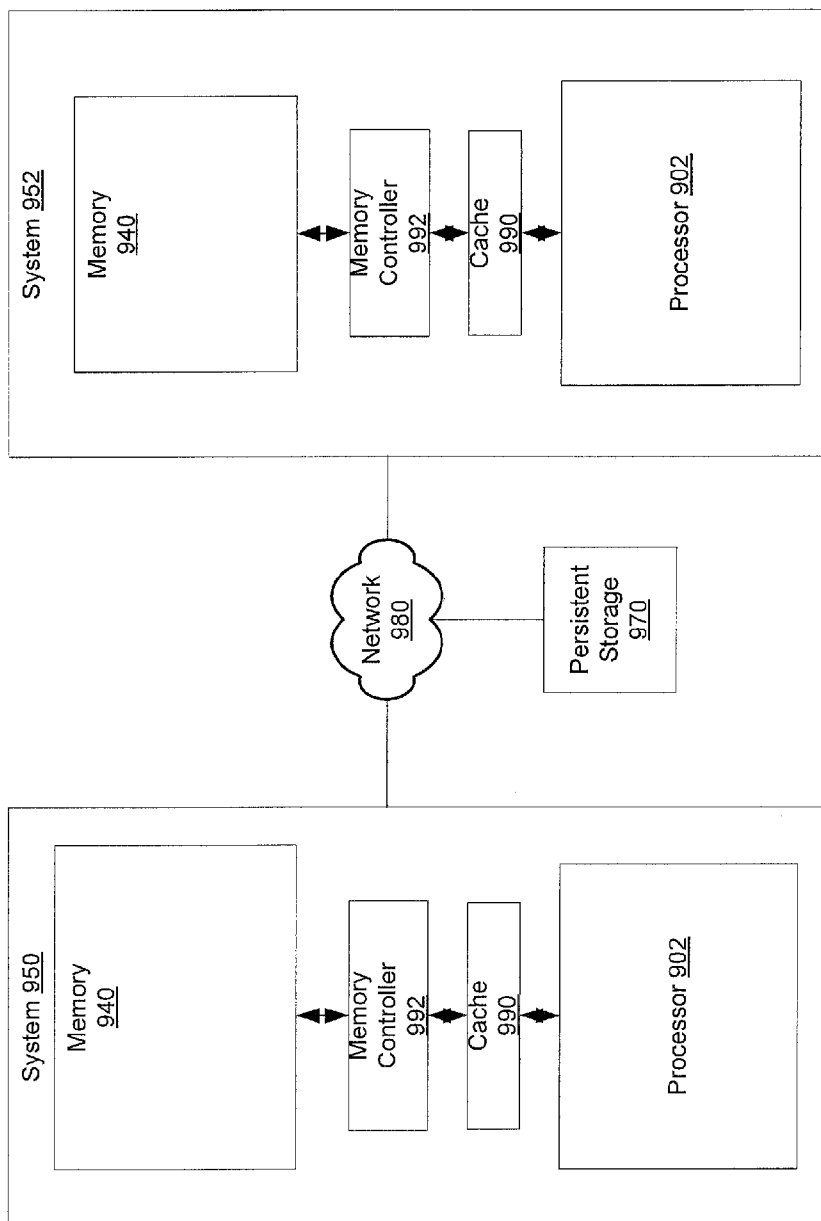 System 950
Memory
940
Memory
Controller
992
Cache
990
Processor 902
Network
980
Persistent
Storage
970
System 952
Memory
940
Memory
Controller
992
Cache
990
Processor 902